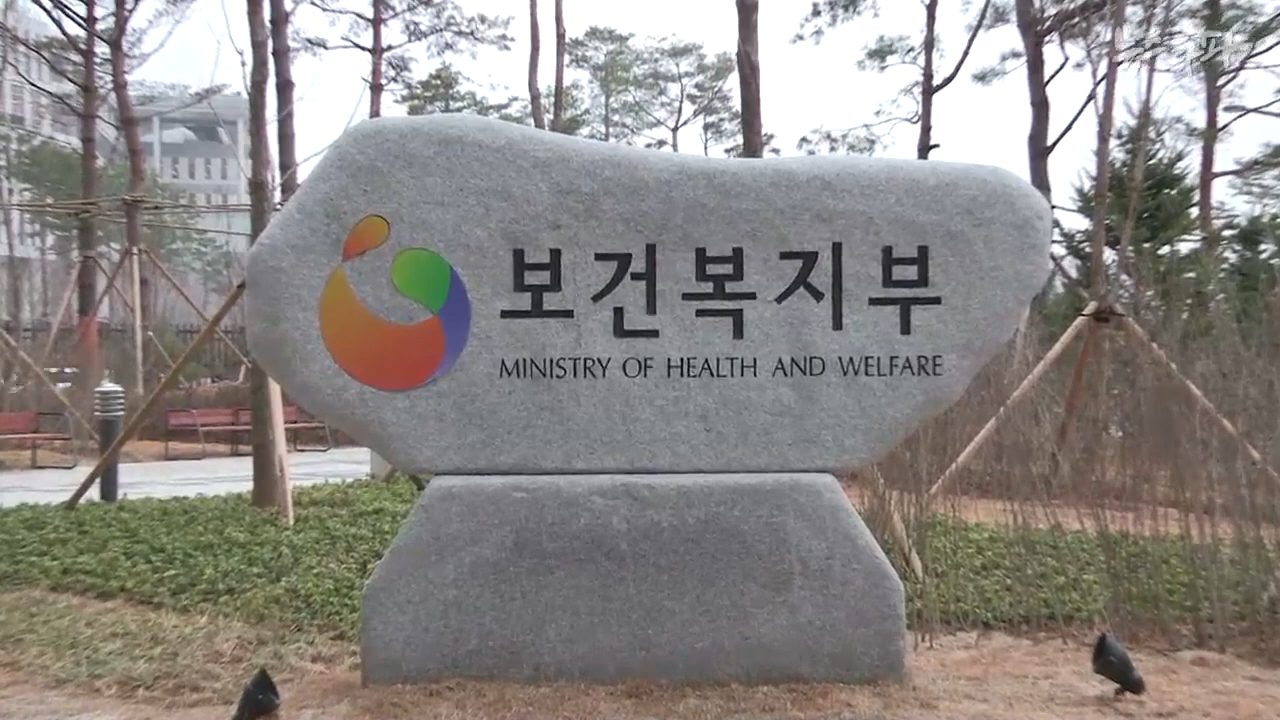 보건복지부
MINISTRY OF HEALTH AND WELFARE